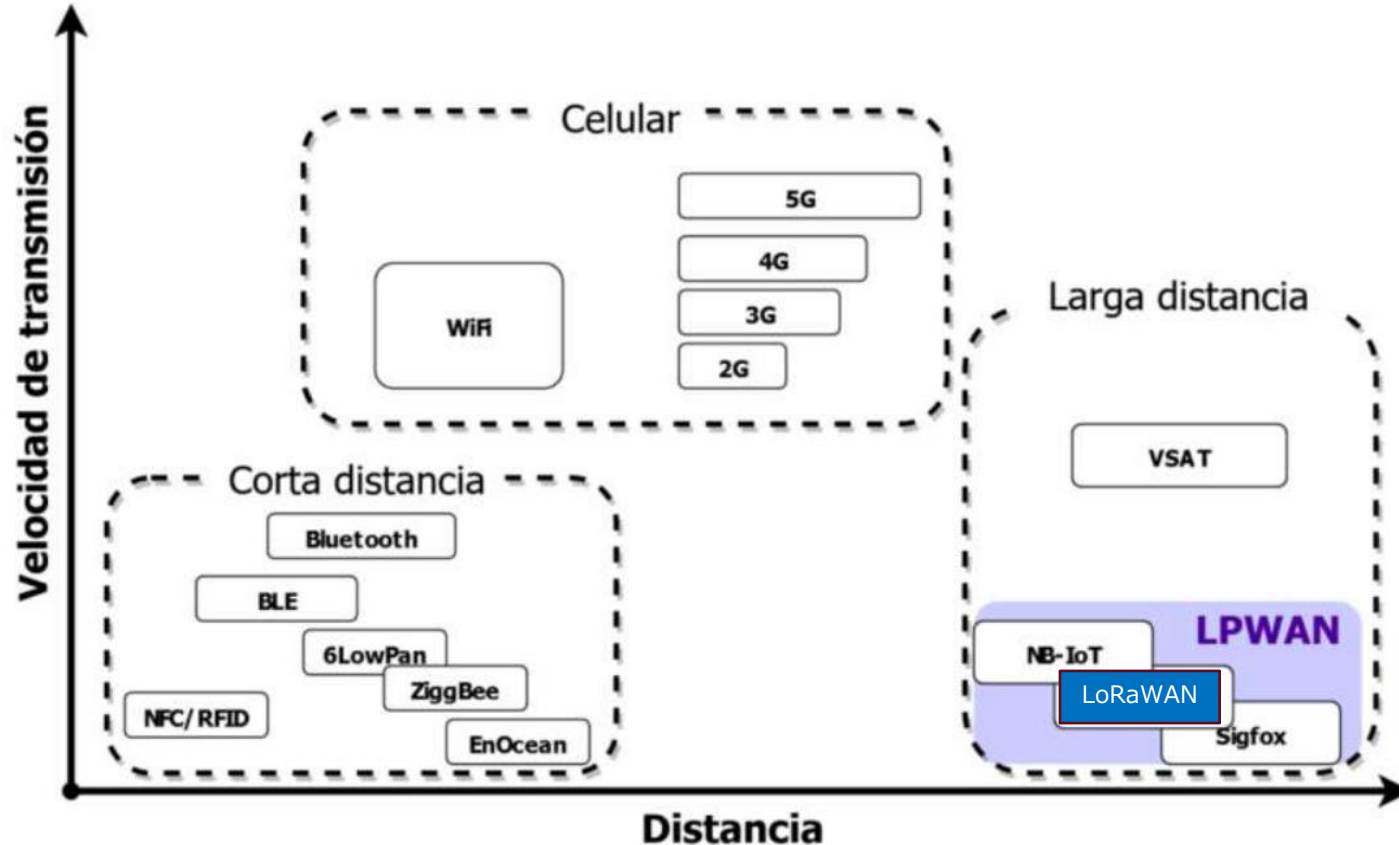 Velocidad de transmisión
Celular
5G
4G
3G
2G
WiFi
Larga distancia
VSAT
Corta distancia
Bluetooth
BLE
6LowPan
ZiggBee
NFC/RFID
EnOcean
LPWAN
NB-IoT
LoRaWAN
Sigfox
Distancia